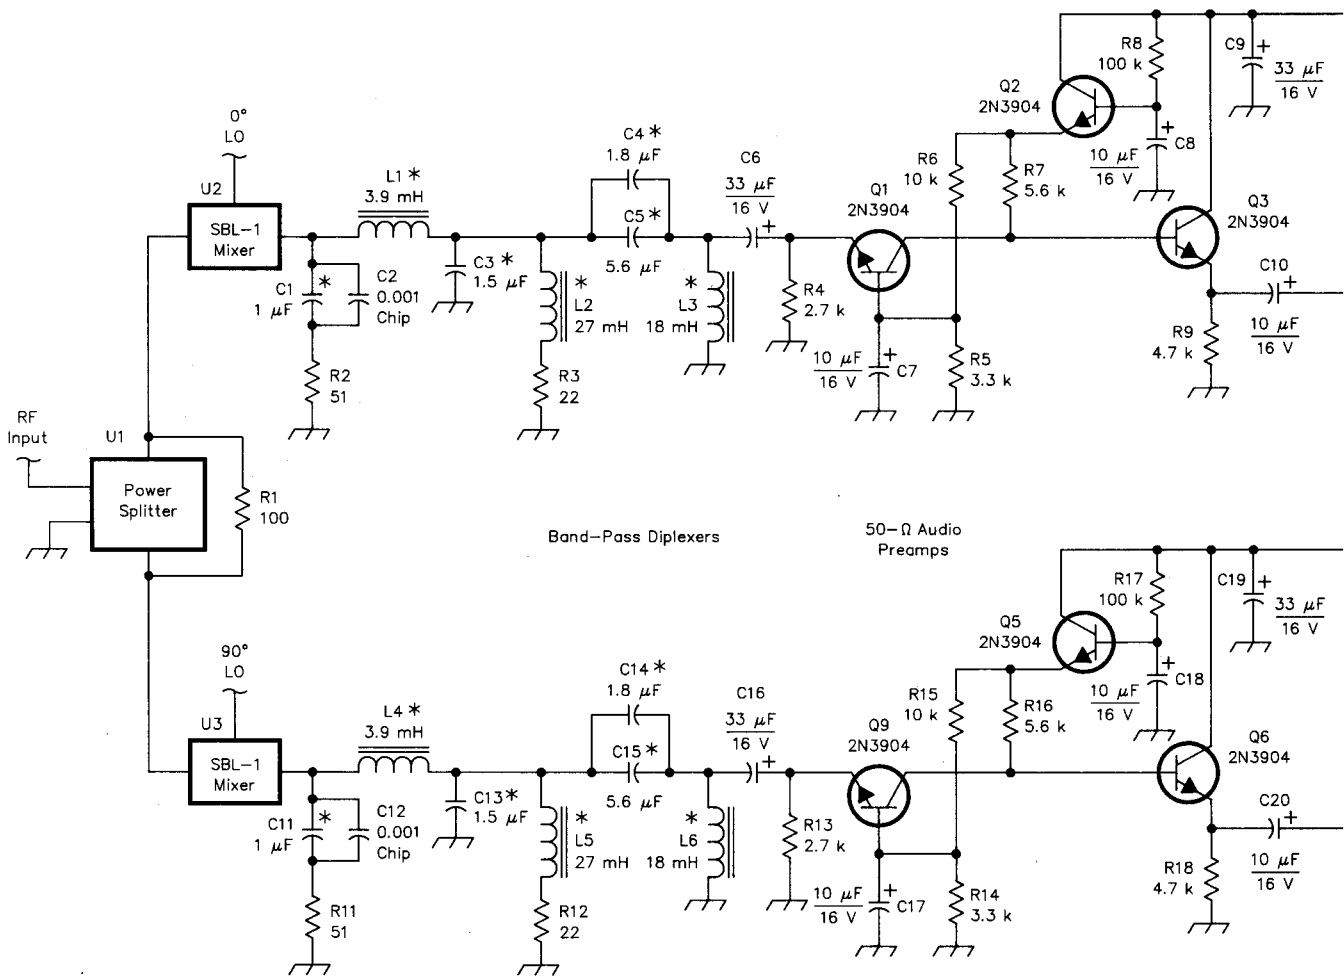 0°
LO
U2
SBL-1
Mixer
L1 *
3.9 mH
C1 *
1 µF
C2
0.001
Chip
R2
51
C3 *
1.5 µF
*
L2
27 mH
R3
22
C4 *
1.8 µF
C5 *
5.6 µF
*
L3
18 mH
C6
33 µF
16 V
+
R4
2.7 k
Q1
2N3904
10 µF
16 V
+
C7
R5
3.3 k
R6
10 k
R7
5.6 k
Q2
2N3904
R8
100 k
+
C8
10 µF
16 V
C9
+
33 µF
16 V
Q3
2N3904
C10
+
10 µF
16 V
R9
4.7 k
RF
Input
U1
Power
Splitter
R1
100
Band-Pass Diplexers
50-Ω Audio
Preamps
90°
LO
U3
SBL-1
Mixer
L4 *
3.9 mH
C11 *
1 µF
C12
0.001
Chip
R11
51
C13 *
1.5 µF
*
L5
27 mH
R12
22
C14 *
1.8 µF
C15 *
5.6 µF
*
L6
18 mH
C16
33 µF
16 V
+
R13
2.7 k
Q9
2N3904
10 µF
16 V
+
C17
R14
3.3 k
R15
10 k
R16
5.6 k
Q5
2N3904
R17
100 k
+
C18
10 µF
16 V
C19
+
33 µF
16 V
Q6
2N3904
C20
+
10 µF
16 V
R18
4.7 k